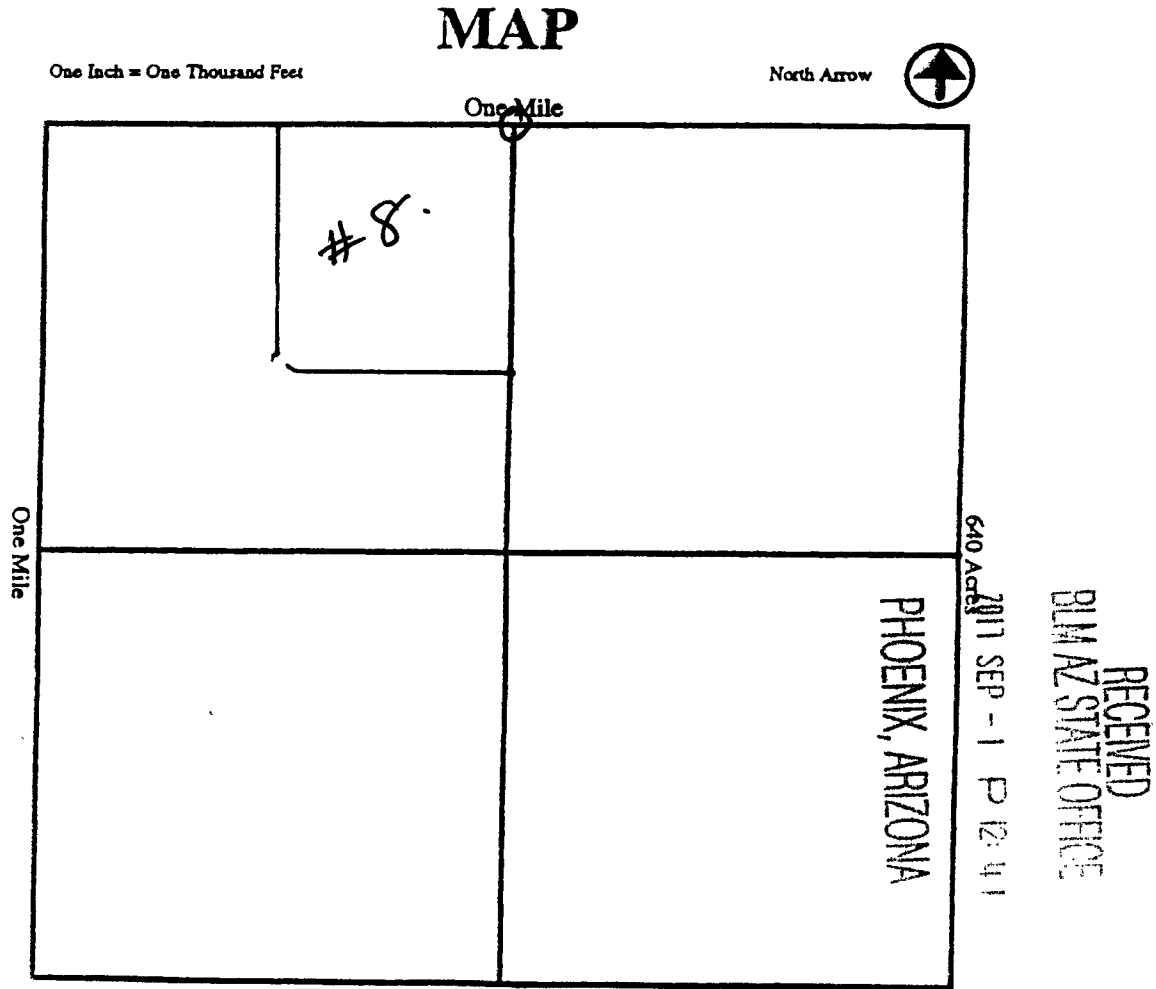 MAP
One Inch = One Thousand Feet
North Arrow
One Mile
#8.
One Mile
640 Acres
RECEIVED
BLM AZ STATE OFFICE
2017 SEP - 1 P 12:41
PHOENIX, ARIZONA